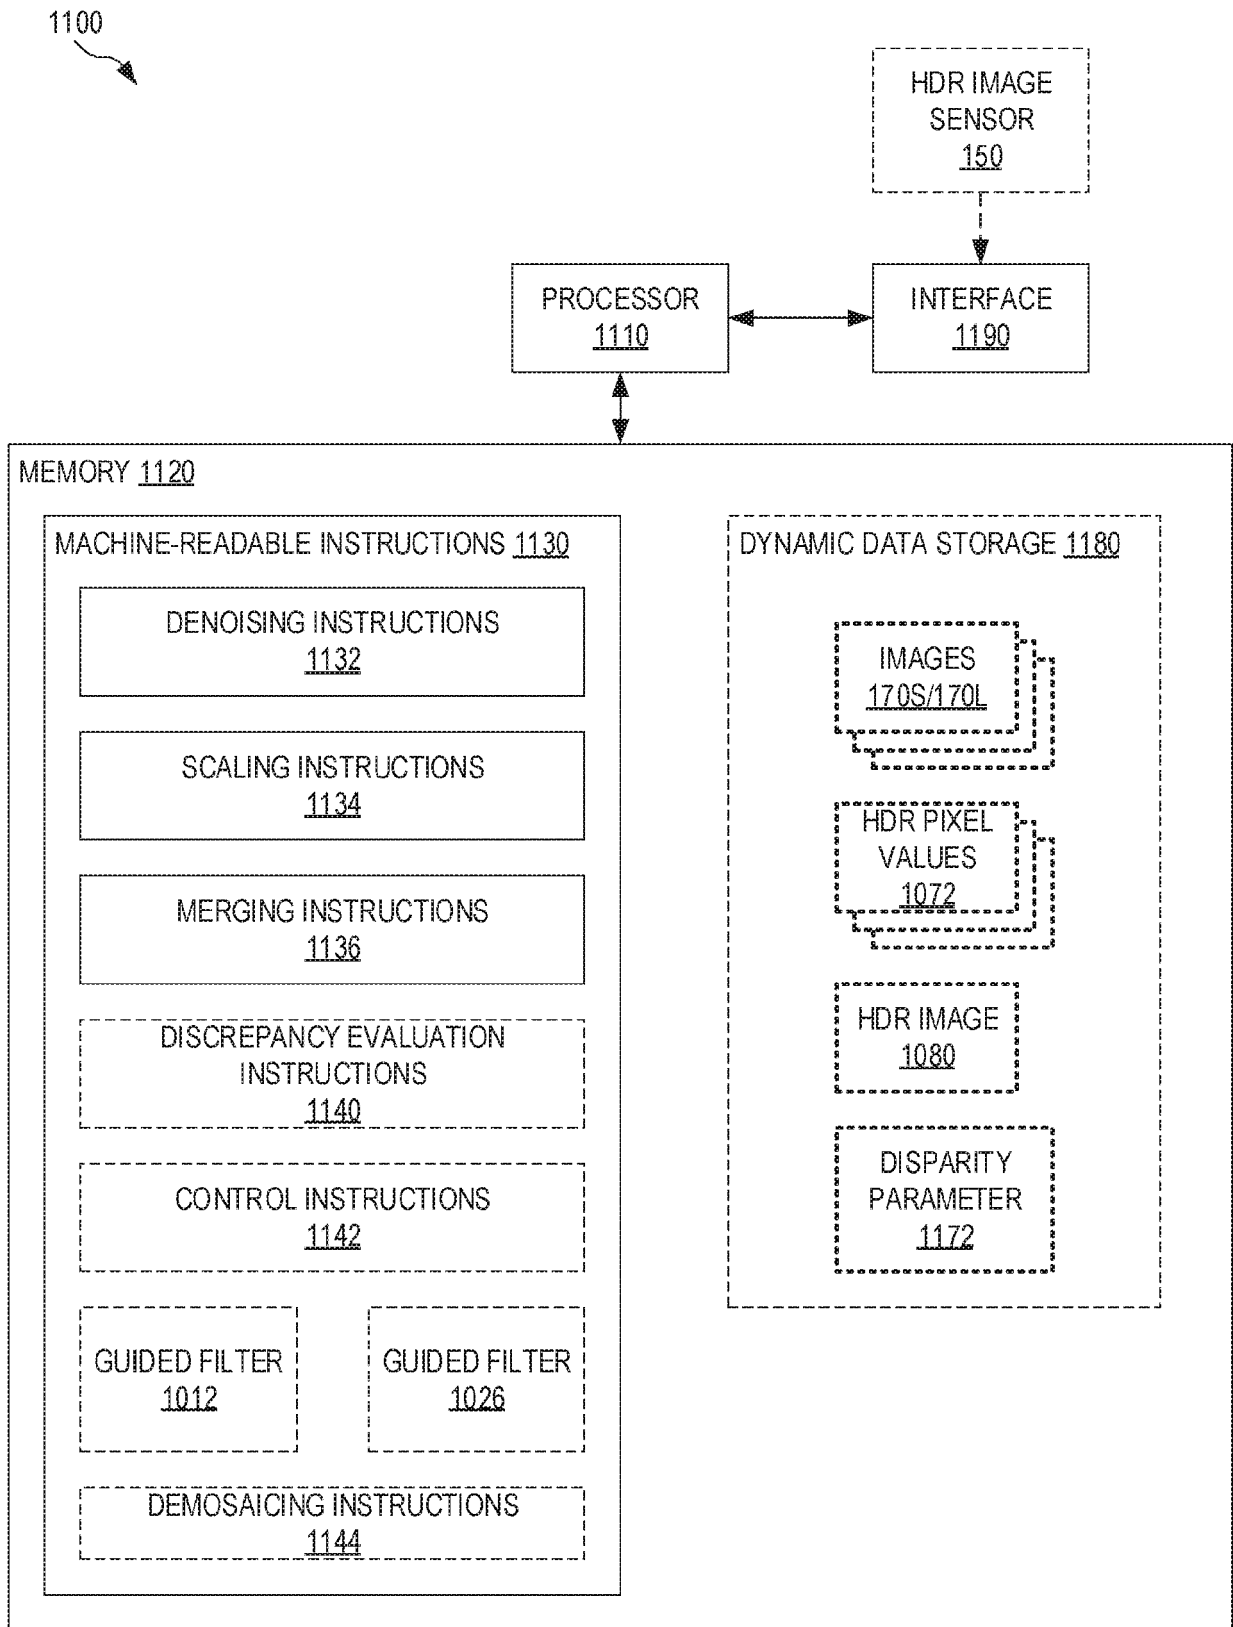 1100
HDR IMAGE
SENSOR
150
PROCESSOR
1110
INTERFACE
1190
MEMORY 1120
MACHINE-READABLE INSTRUCTIONS 1130
DENOISING INSTRUCTIONS
1132
SCALING INSTRUCTIONS
1134
MERGING INSTRUCTIONS
1136
DISCREPANCY EVALUATION
INSTRUCTIONS
1140
CONTROL INSTRUCTIONS
1142
GUIDED FILTER
1012
GUIDED FILTER
1026
DEMOSAICING INSTRUCTIONS
1144
DYNAMIC DATA STORAGE 1180
IMAGES
170S/170L
HDR PIXEL
VALUES
1072
HDR IMAGE
1080
DISPARITY
PARAMETER
1172